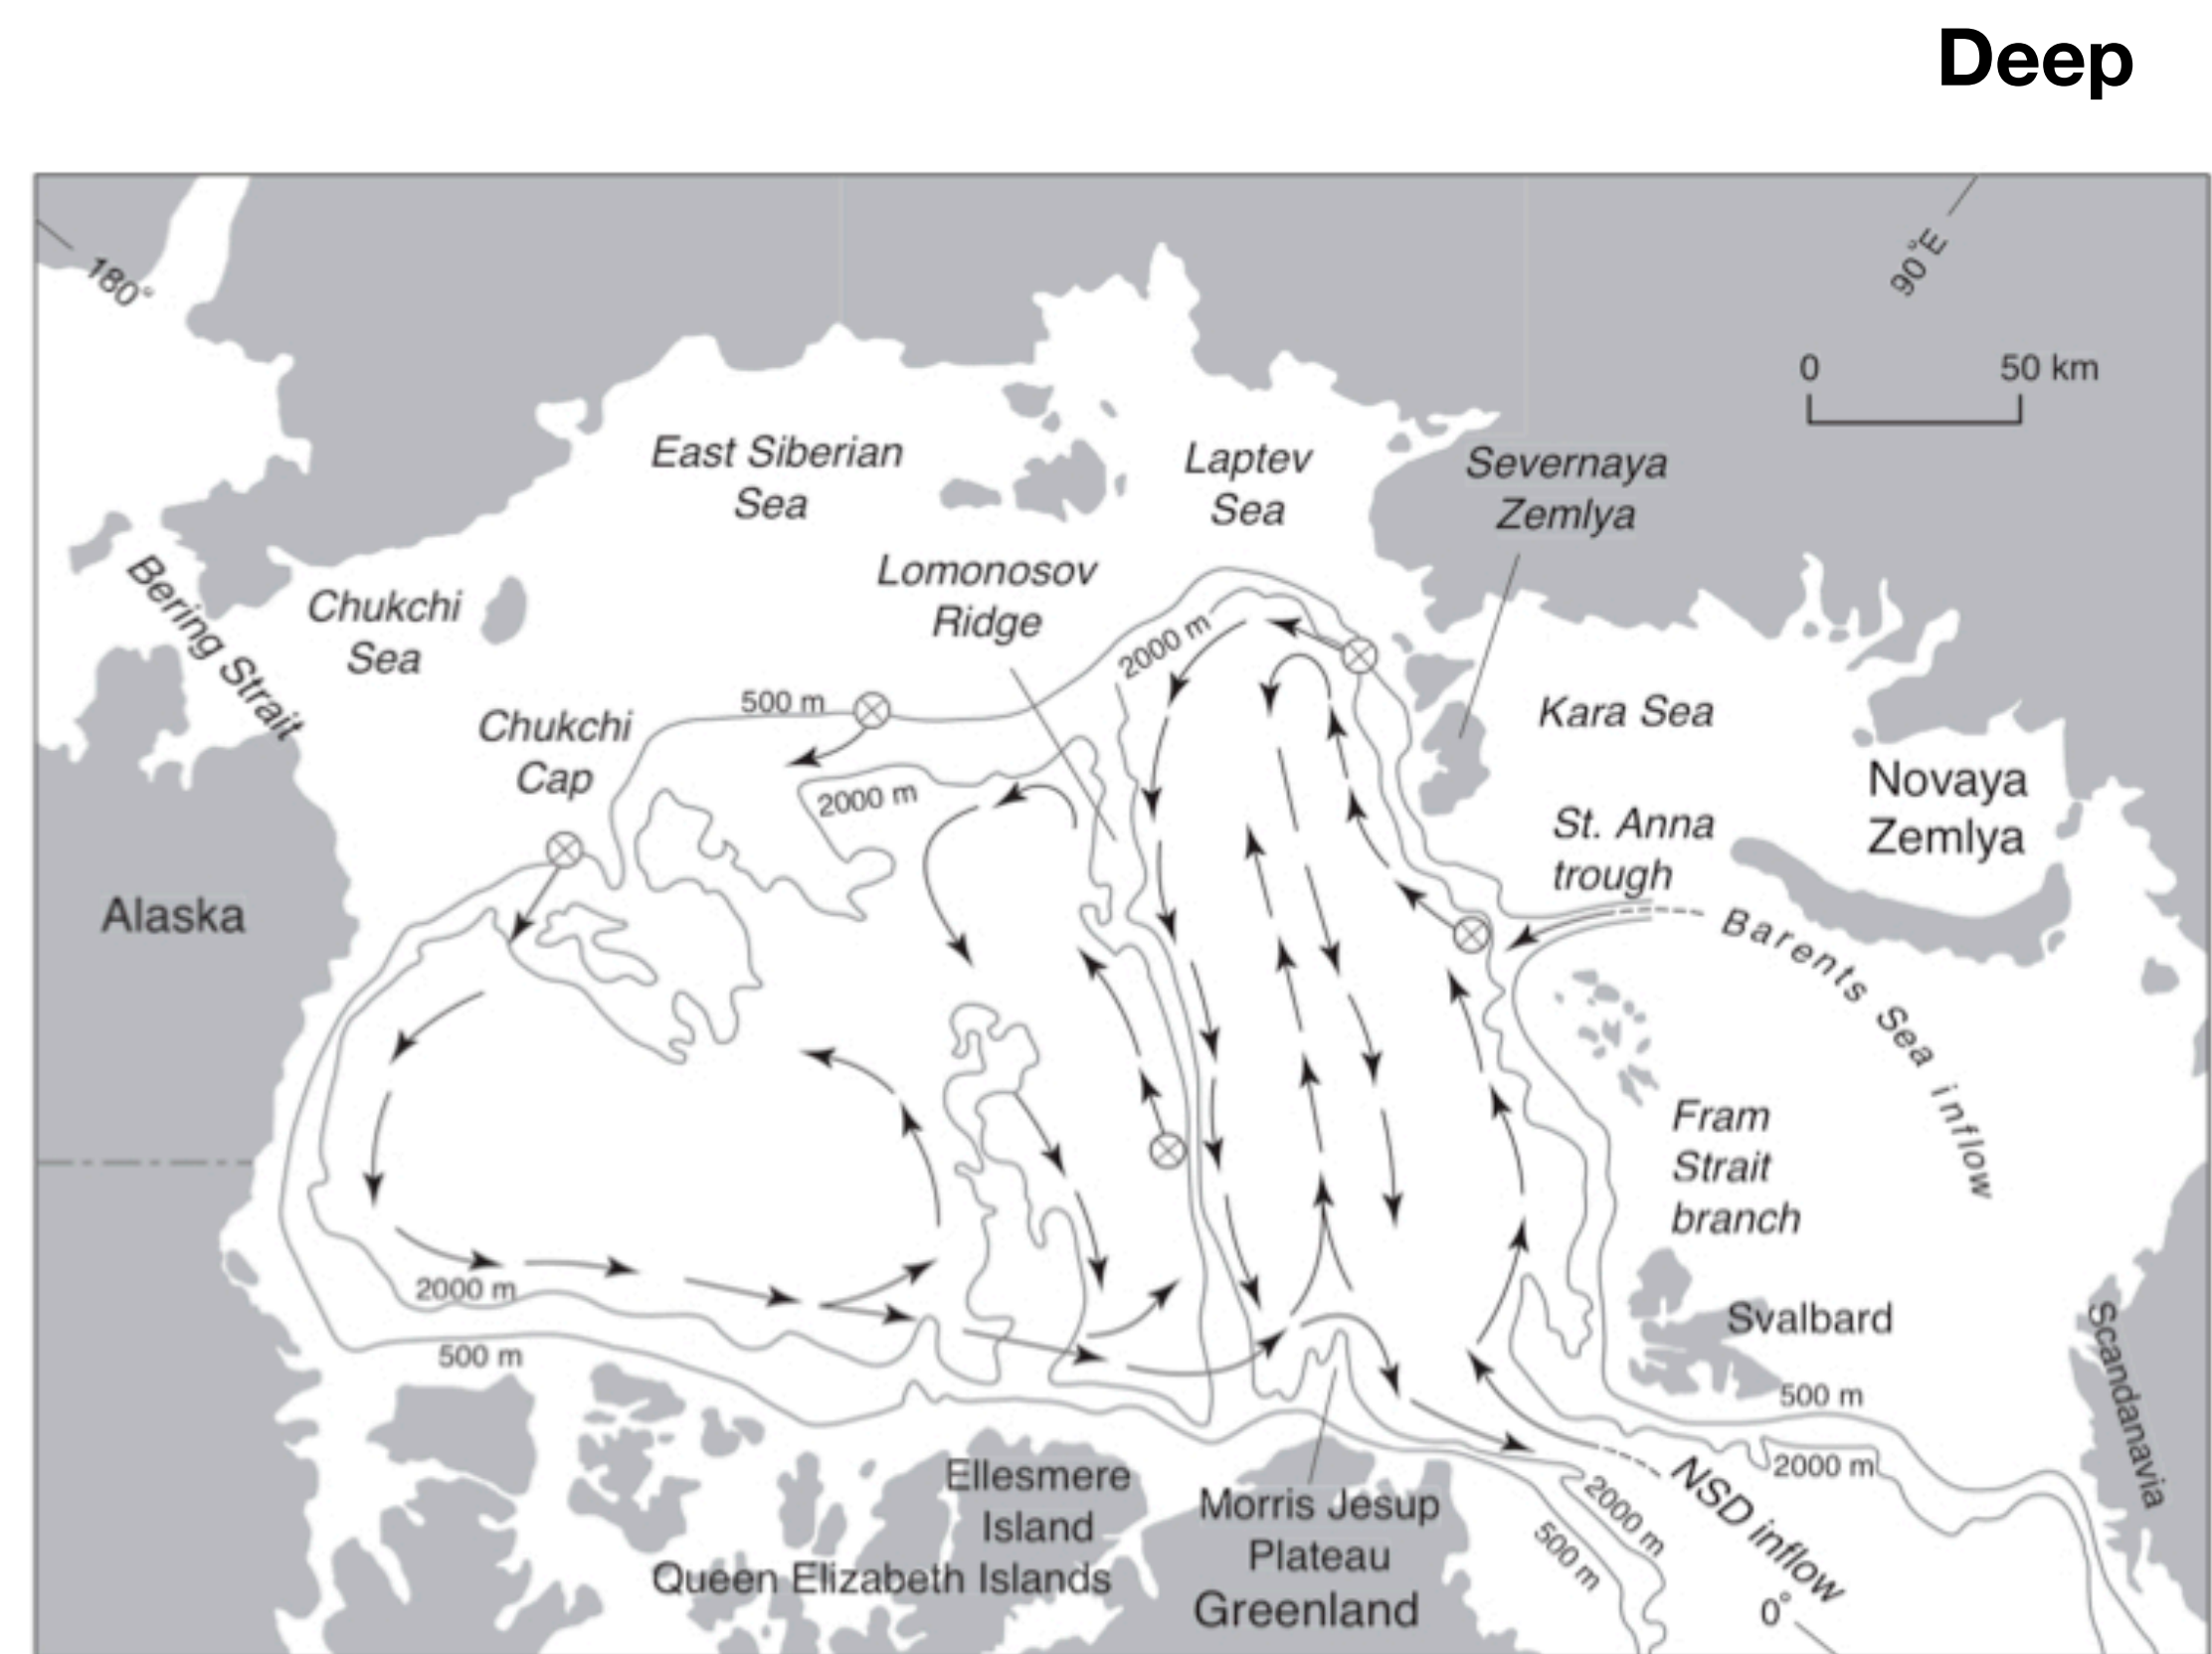 Deep
180°
90°E
0 50 km
East Siberian
Sea
Laptev
Sea
Severnaya
Zemlya
Lomonosov
Ridge
Bering Strait
Chukchi
Sea
2000 m
500 m
Kara Sea
Chukchi
Cap
2000 m
Novaya
Zemlya
St. Anna
trough
Alaska
Barents Sea inflow
Fram
Strait
branch
2000 m
500 m
Svalbard
500 m
2000 m
Scandanavia
Ellesmere
Island
Queen Elizabeth Islands
Morris Jesup
Plateau
Greenland
2000 m
500 m
NSD inflow
0°